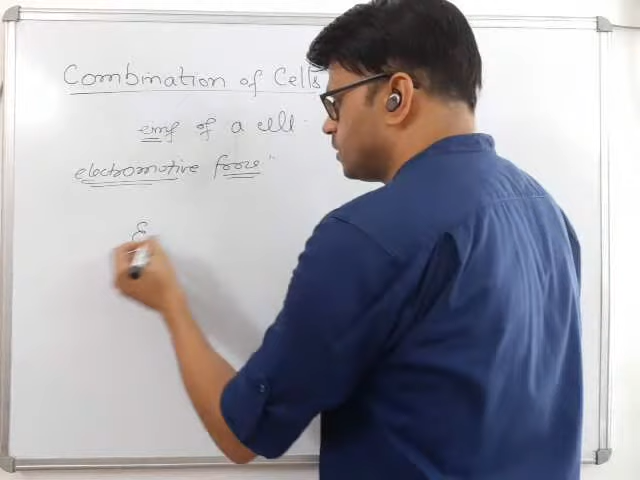 Combination of Cells
emf of a cell.
electromotive force"
E